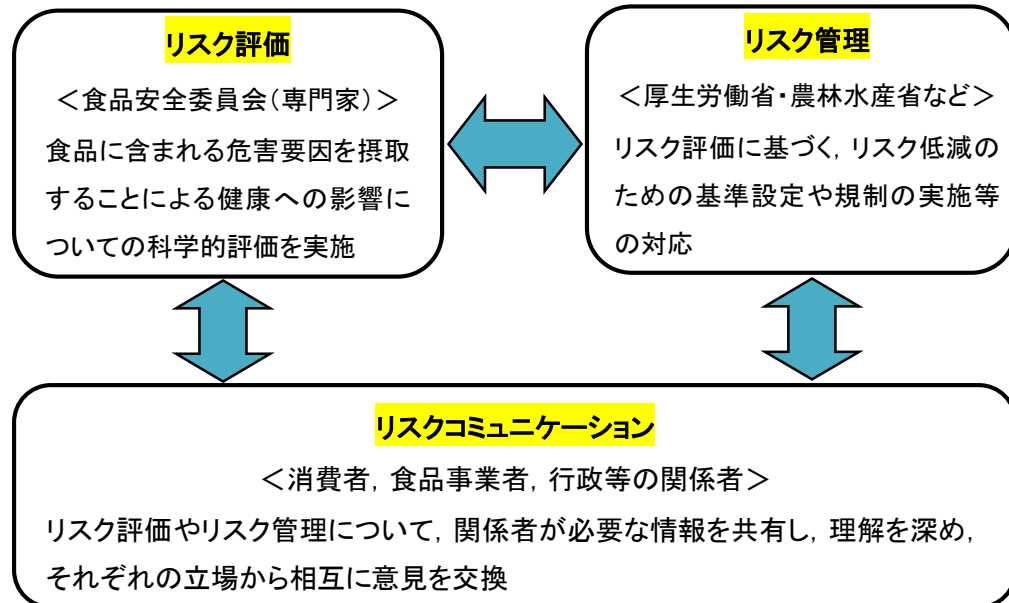 リスク評価
＜食品安全委員会（専門家）＞
食品に含まれる危害要因を摂取
することによる健康への影響に
ついての科学的評価を実施
リスク管理
＜厚生労働省・農林水産省など＞
リスク評価に基づく，リスク低減の
ための基準設定や規制の実施等
の対応
リスクコミュニケーション
＜消費者，食品事業者，行政等の関係者＞
リスク評価やリスク管理について，関係者が必要な情報を共有し，理解を深め，
それぞれの立場から相互に意見を交換